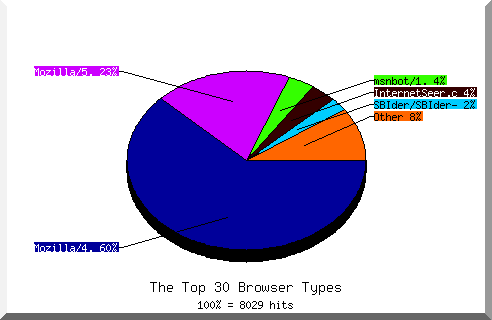 Mozilla/5. 23%
msnbot/1. 4%
InternetSeer.c 4%
SBIder/SBIder- 2%
Other 8%
Mozilla/4. 60%
The Top 30 Browser Types
100% = 8029 hits